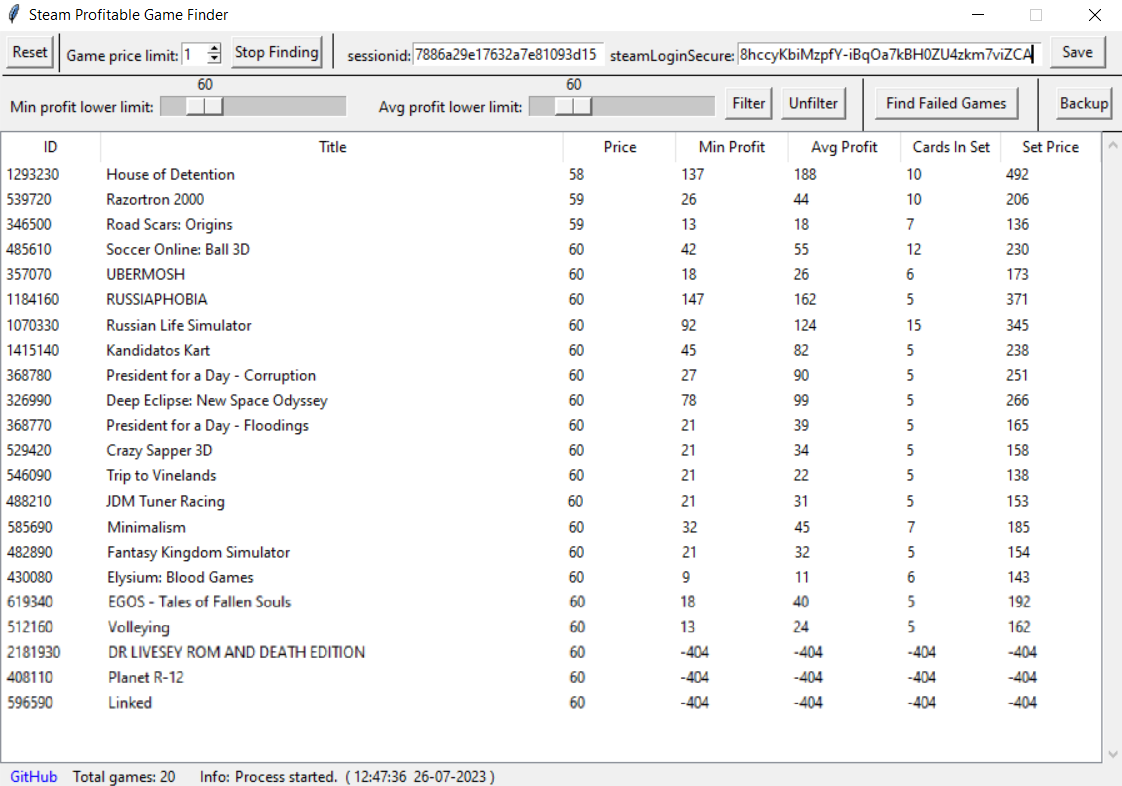 Steam Profitable Game Finder
Reset Game price limit: 1 Stop Finding sessionid: 7886a29e17632a7e81093d15 steamLoginSecure: 8hccyKbiMzpfY-iBqOa7kBH0ZU4zkm7viZCA Save
60 60
Min profit lower limit: Avg profit lower limit: Filter Unfilter Find Failed Games Backup
ID Title Price Min Profit Avg Profit Cards In Set Set Price
1293230 House of Detention 58 137 188 10 492
539720 Razortron 2000 59 26 44 10 206
346500 Road Scars: Origins 59 13 18 7 136
485610 Soccer Online: Ball 3D 60 42 55 12 230
357070 UBERMOSH 60 18 26 6 173
1184160 RUSSIAPHOBIA 60 147 162 5 371
1070330 Russian Life Simulator 60 92 124 15 345
1415140 Kandidatos Kart 60 45 82 5 238
368780 President for a Day - Corruption 60 27 90 5 251
326990 Deep Eclipse: New Space Odyssey 60 78 99 5 266
368770 President for a Day - Floodings 60 21 39 5 165
529420 Crazy Sapper 3D 60 21 34 5 158
546090 Trip to Vinelands 60 21 22 5 138
488210 JDM Tuner Racing 60 21 31 5 153
585690 Minimalism 60 32 45 7 185
482890 Fantasy Kingdom Simulator 60 21 32 5 154
430080 Elysium: Blood Games 60 9 11 6 143
619340 EGOS - Tales of Fallen Souls 60 18 40 5 192
512160 Volleying 60 13 24 5 162
2181930 DR LIVESEY ROM AND DEATH EDITION 60 -404 -404 -404 -404
408110 Planet R-12 60 -404 -404 -404 -404
596590 Linked 60 -404 -404 -404 -404
GitHub Total games: 20 Info: Process started. ( 12:47:36 26-07-2023 )